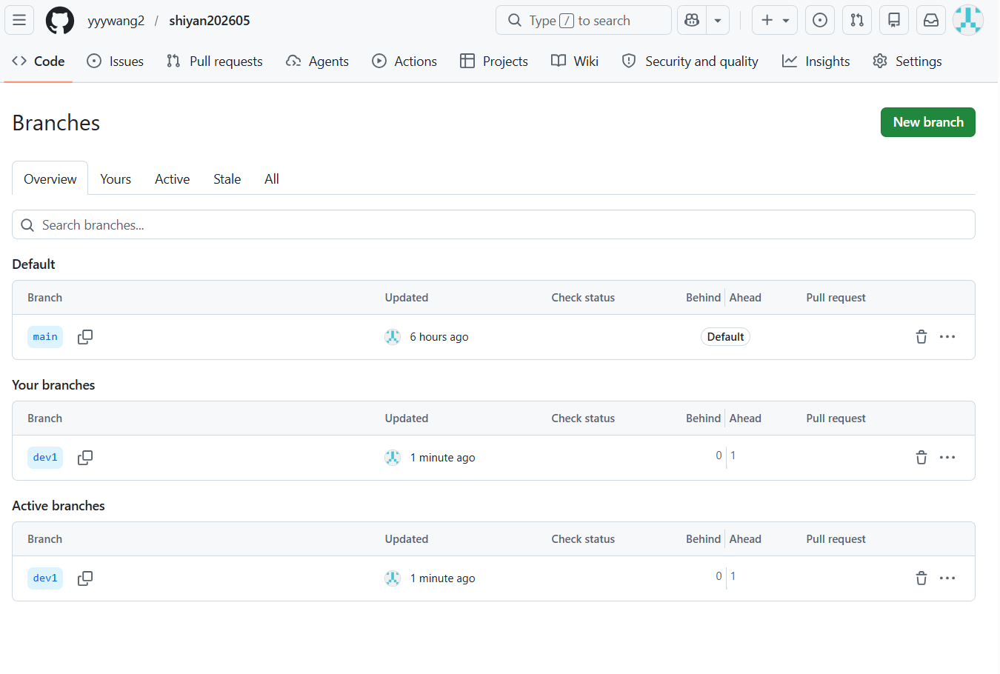 yyywang2 / shiyan202605 Type / to search
Code Issues Pull requests Agents Actions Projects Wiki Security and quality Insights Settings
Branches New branch
Overview Yours Active Stale All
Search branches...
Default
Branch Updated Check status Behind Ahead Pull request
main 6 hours ago Default
Your branches
Branch Updated Check status Behind Ahead Pull request
dev1 1 minute ago 0 1
Active branches
Branch Updated Check status Behind Ahead Pull request
dev1 1 minute ago 0 1